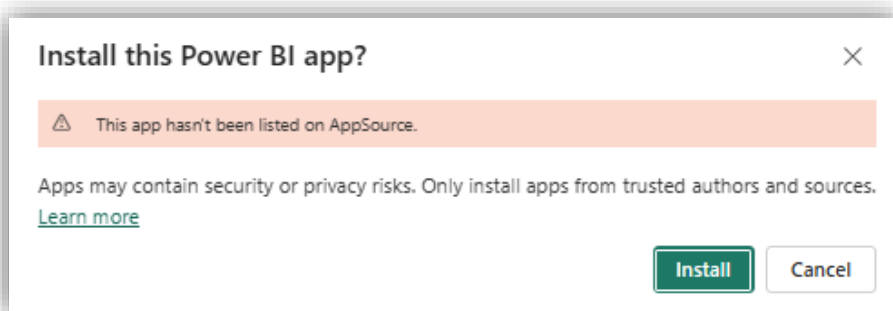 Install this Power BI app?
This app hasn't been listed on AppSource.
Apps may contain security or privacy risks. Only install apps from trusted authors and sources.
Learn more
Install Cancel